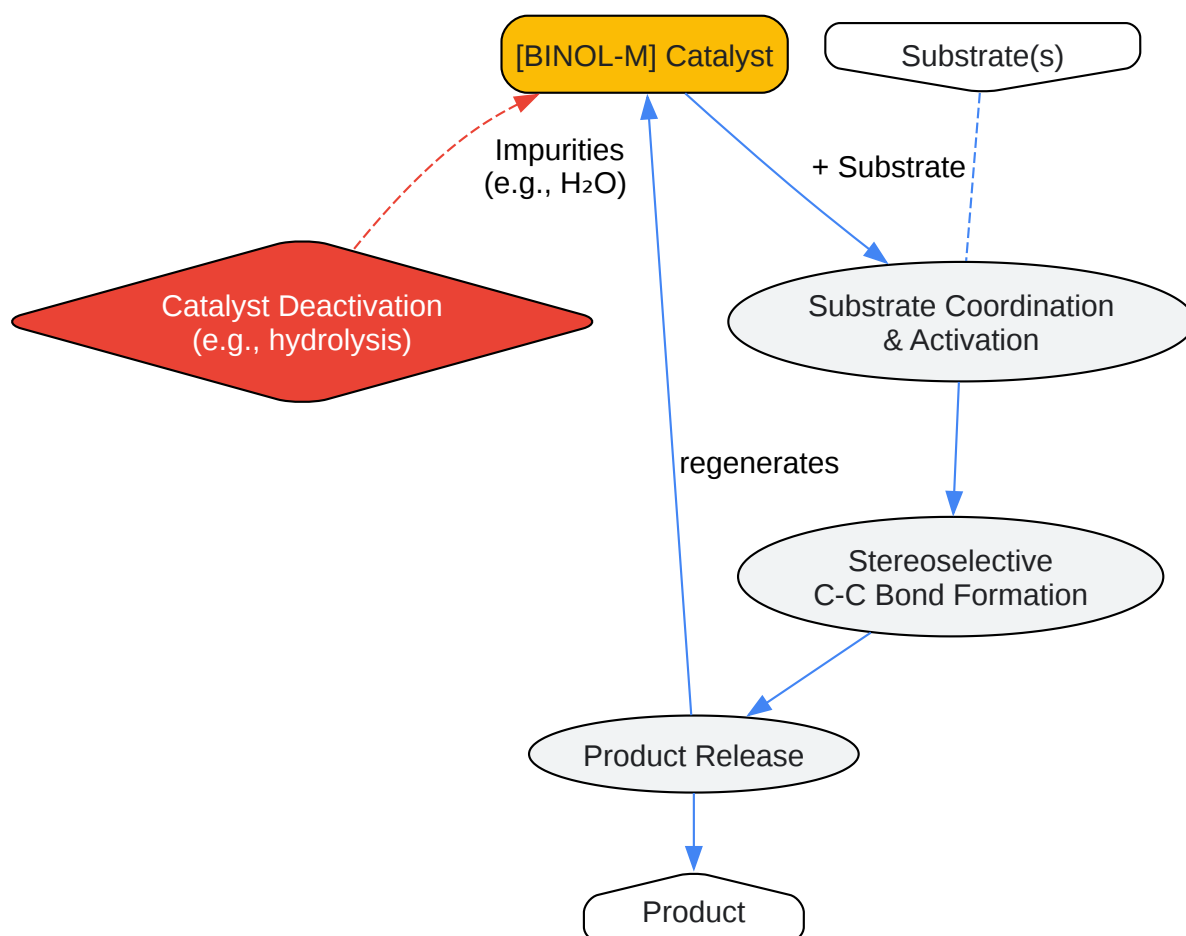 [BINOL-M] Catalyst
Substrate(s)
Impurities
(e.g., H₂O)
+ Substrate
Catalyst Deactivation
(e.g., hydrolysis)
Substrate Coordination
& Activation
regenerates
Stereoselective
C-C Bond Formation
Product Release
Product